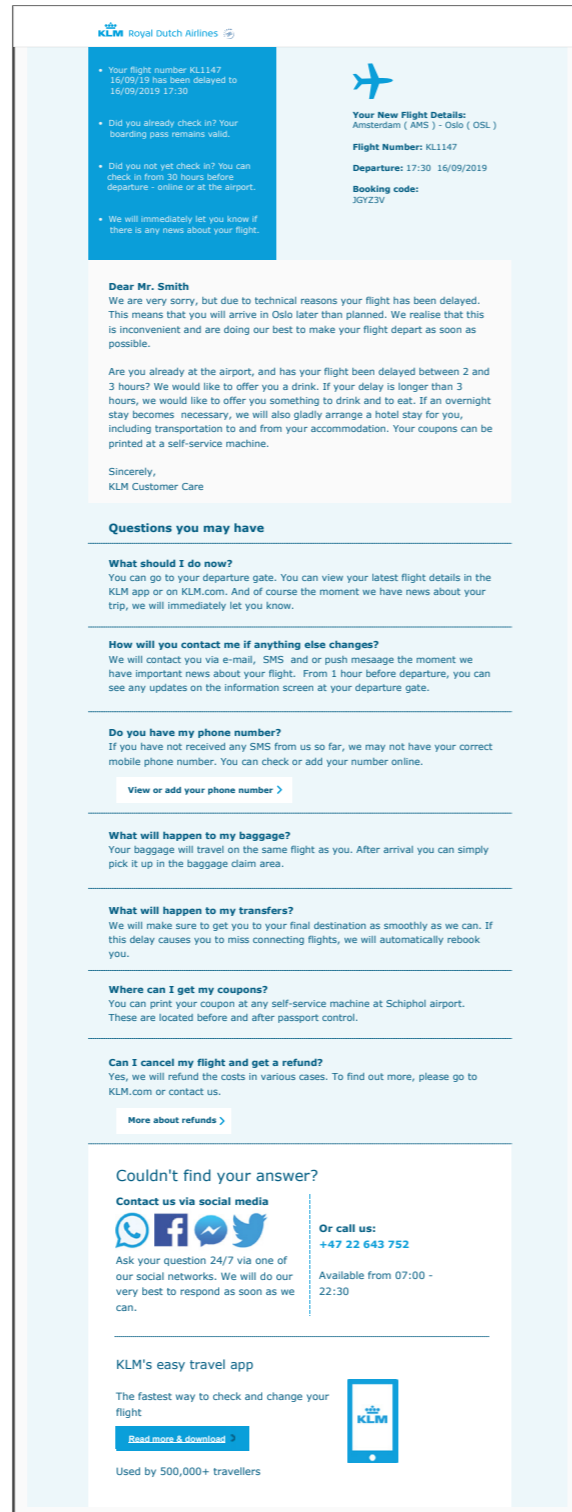 KLM Royal Dutch Airlines
• Your flight number KL1147
16/09/19 has been delayed to
16/09/2019 17:30
• Did you already check in? Your
boarding pass remains valid.
• Did you not yet check in? You can
check in from 30 hours before
departure - online or at the airport.
• We will immediately let you know if
there is any news about your flight.
Your New Flight Details:
Amsterdam ( AMS ) - Oslo ( OSL )
Flight Number: KL1147
Departure: 17:30 16/09/2019
Booking code:
JGYZ3V
Dear Mr. Smith
We are very sorry, but due to technical reasons your flight has been delayed.
This means that you will arrive in Oslo later than planned. We realise that this
is inconvenient and are doing our best to make your flight depart as soon as
possible.
Are you already at the airport, and has your flight been delayed between 2 and
3 hours? We would like to offer you a drink. If your delay is longer than 3
hours, we would like to offer you something to drink and to eat. If an overnight
stay becomes necessary, we will also gladly arrange a hotel stay for you,
including transportation to and from your accommodation. Your coupons can be
printed at a self-service machine.
Sincerely,
KLM Customer Care
Questions you may have
What should I do now?
You can go to your departure gate. You can view your latest flight details in the
KLM app or on KLM.com. And of course the moment we have news about your
trip, we will immediately let you know.
How will you contact me if anything else changes?
We will contact you via e-mail, SMS and or push mesaage the moment we
have important news about your flight. From 1 hour before departure, you can
see any updates on the information screen at your departure gate.
Do you have my phone number?
If you have not received any SMS from us so far, we may not have your correct
mobile phone number. You can check or add your number online.
View or add your phone number >
What will happen to my baggage?
Your baggage will travel on the same flight as you. After arrival you can simply
pick it up in the baggage claim area.
What will happen to my transfers?
We will make sure to get you to your final destination as smoothly as we can. If
this delay causes you to miss connecting flights, we will automatically rebook
you.
Where can I get my coupons?
You can print your coupon at any self-service machine at Schiphol airport.
These are located before and after passport control.
Can I cancel my flight and get a refund?
Yes, we will refund the costs in various cases. To find out more, please go to
KLM.com or contact us.
More about refunds >
Couldn't find your answer?
Contact us via social media
Ask your question 24/7 via one of
our social networks. We will do our
very best to respond as soon as we
can.
Or call us:
+47 22 643 752
Available from 07:00 -
22:30
KLM's easy travel app
The fastest way to check and change your
flight
Read more & download >
Used by 500,000+ travellers
KLM